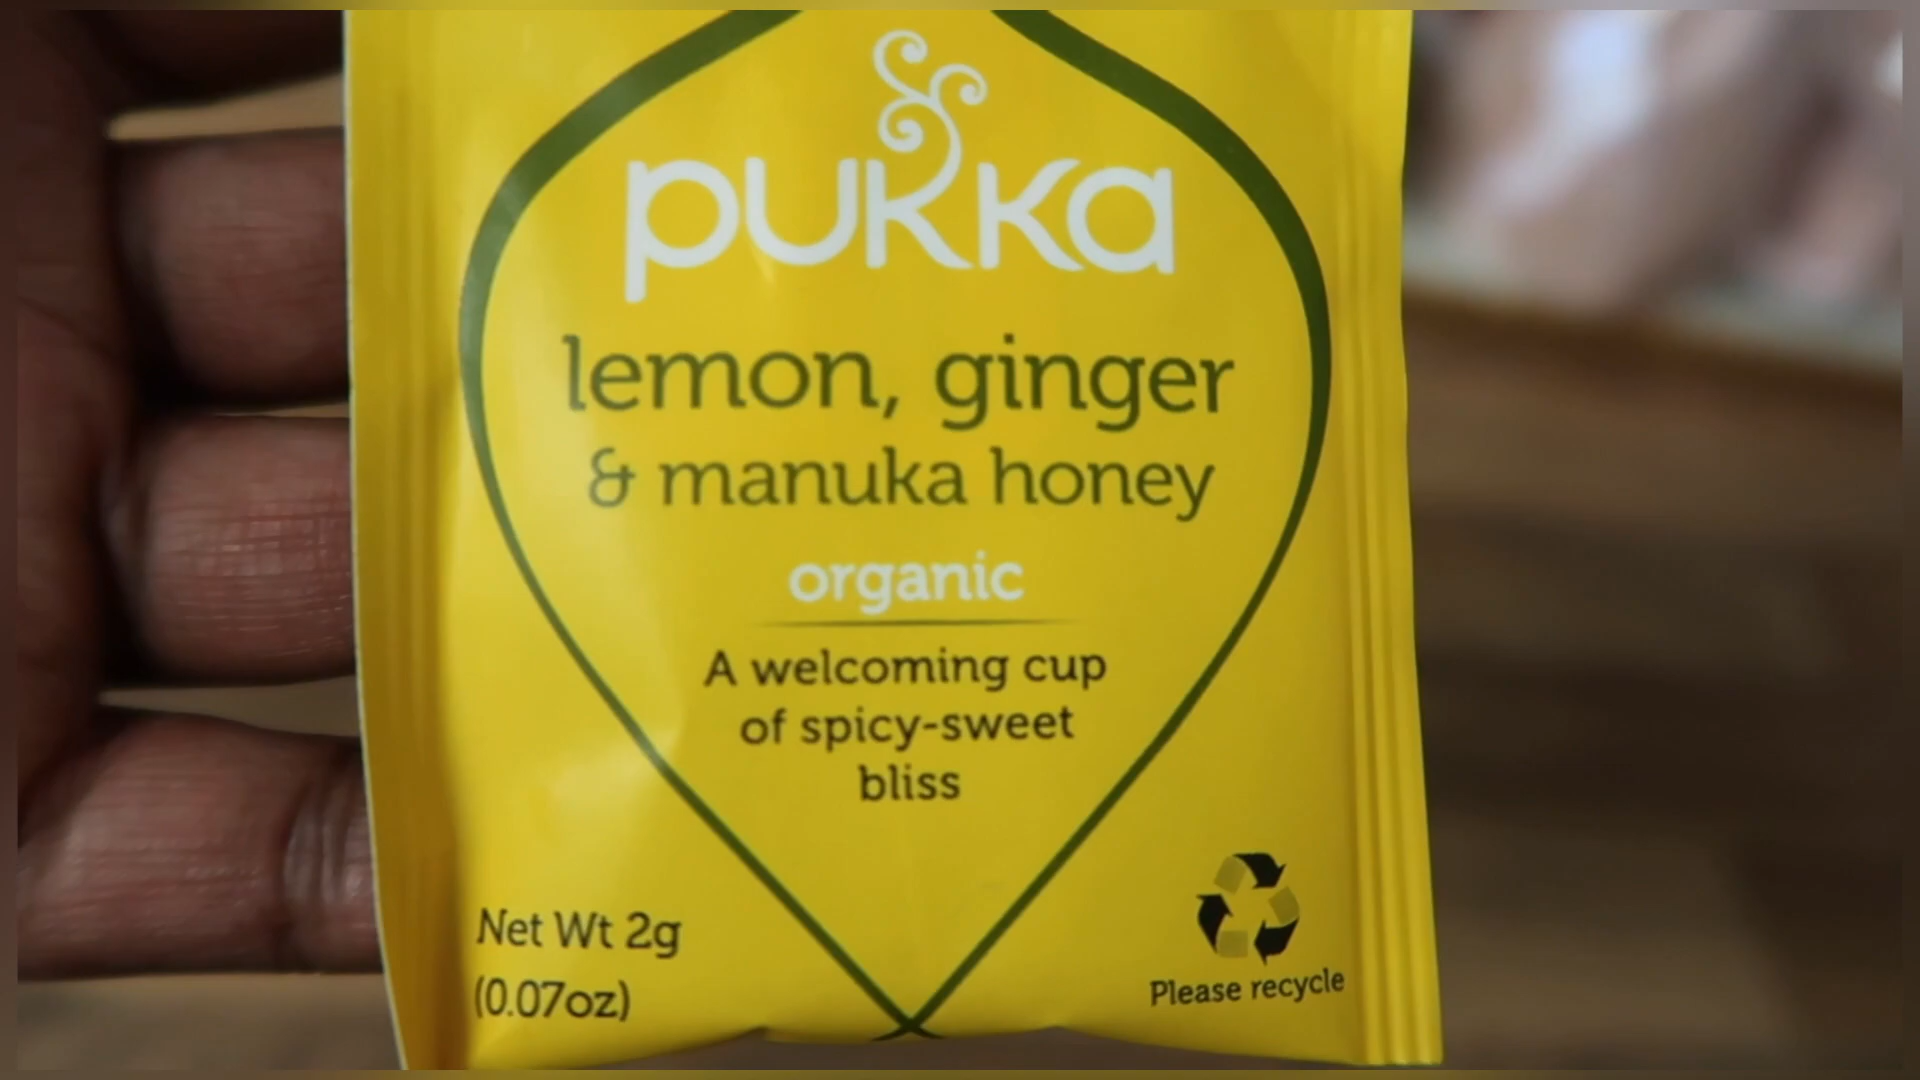 pukka
lemon, ginger
& manuka honey
organic
A welcoming cup
of spicy-sweet
bliss
Net Wt 2g
(0.07oz)
Please recycle